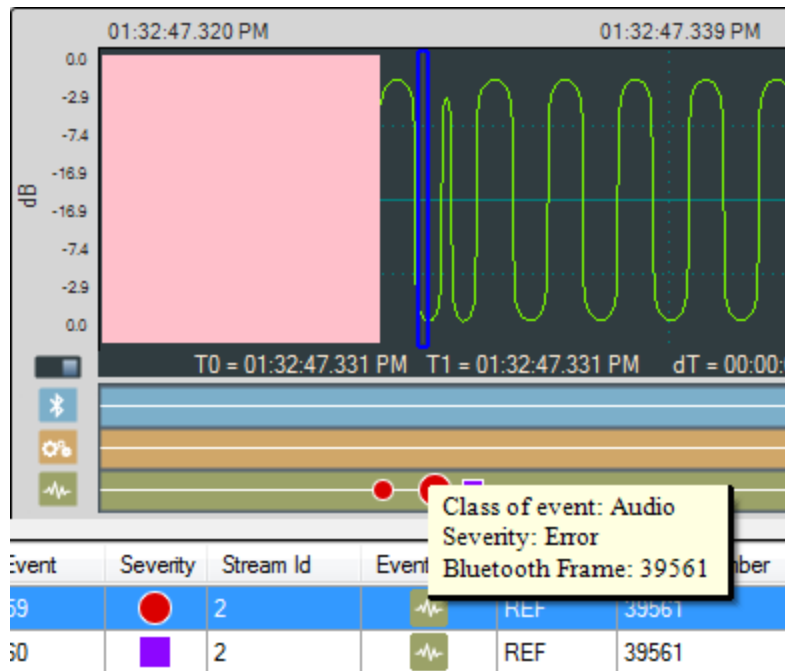 01:32:47.320 PM 01:32:47.339 PM
0.0
-2.9
-7.4
-16.9
dB
-16.9
-7.4
-2.9
0.0
T0 = 01:32:47.331 PM T1 = 01:32:47.331 PM dT = 00:00:
Class of event: Audio
Severity: Error
Bluetooth Frame: 39561
Event Severity Stream Id Event ber
59 2 REF 39561
60 2 REF 39561